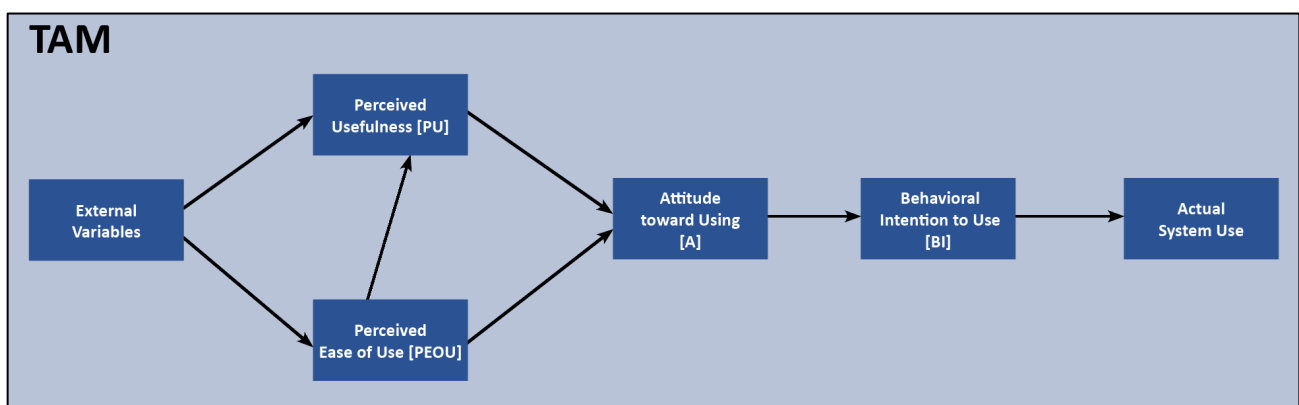 TAM
Perceived
Usefulness [PU]
External
Variables
Perceived
Ease of Use [PEOU]
Attitude
toward Using
[A]
Behavioral
Intention to Use
[BI]
Actual
System Use